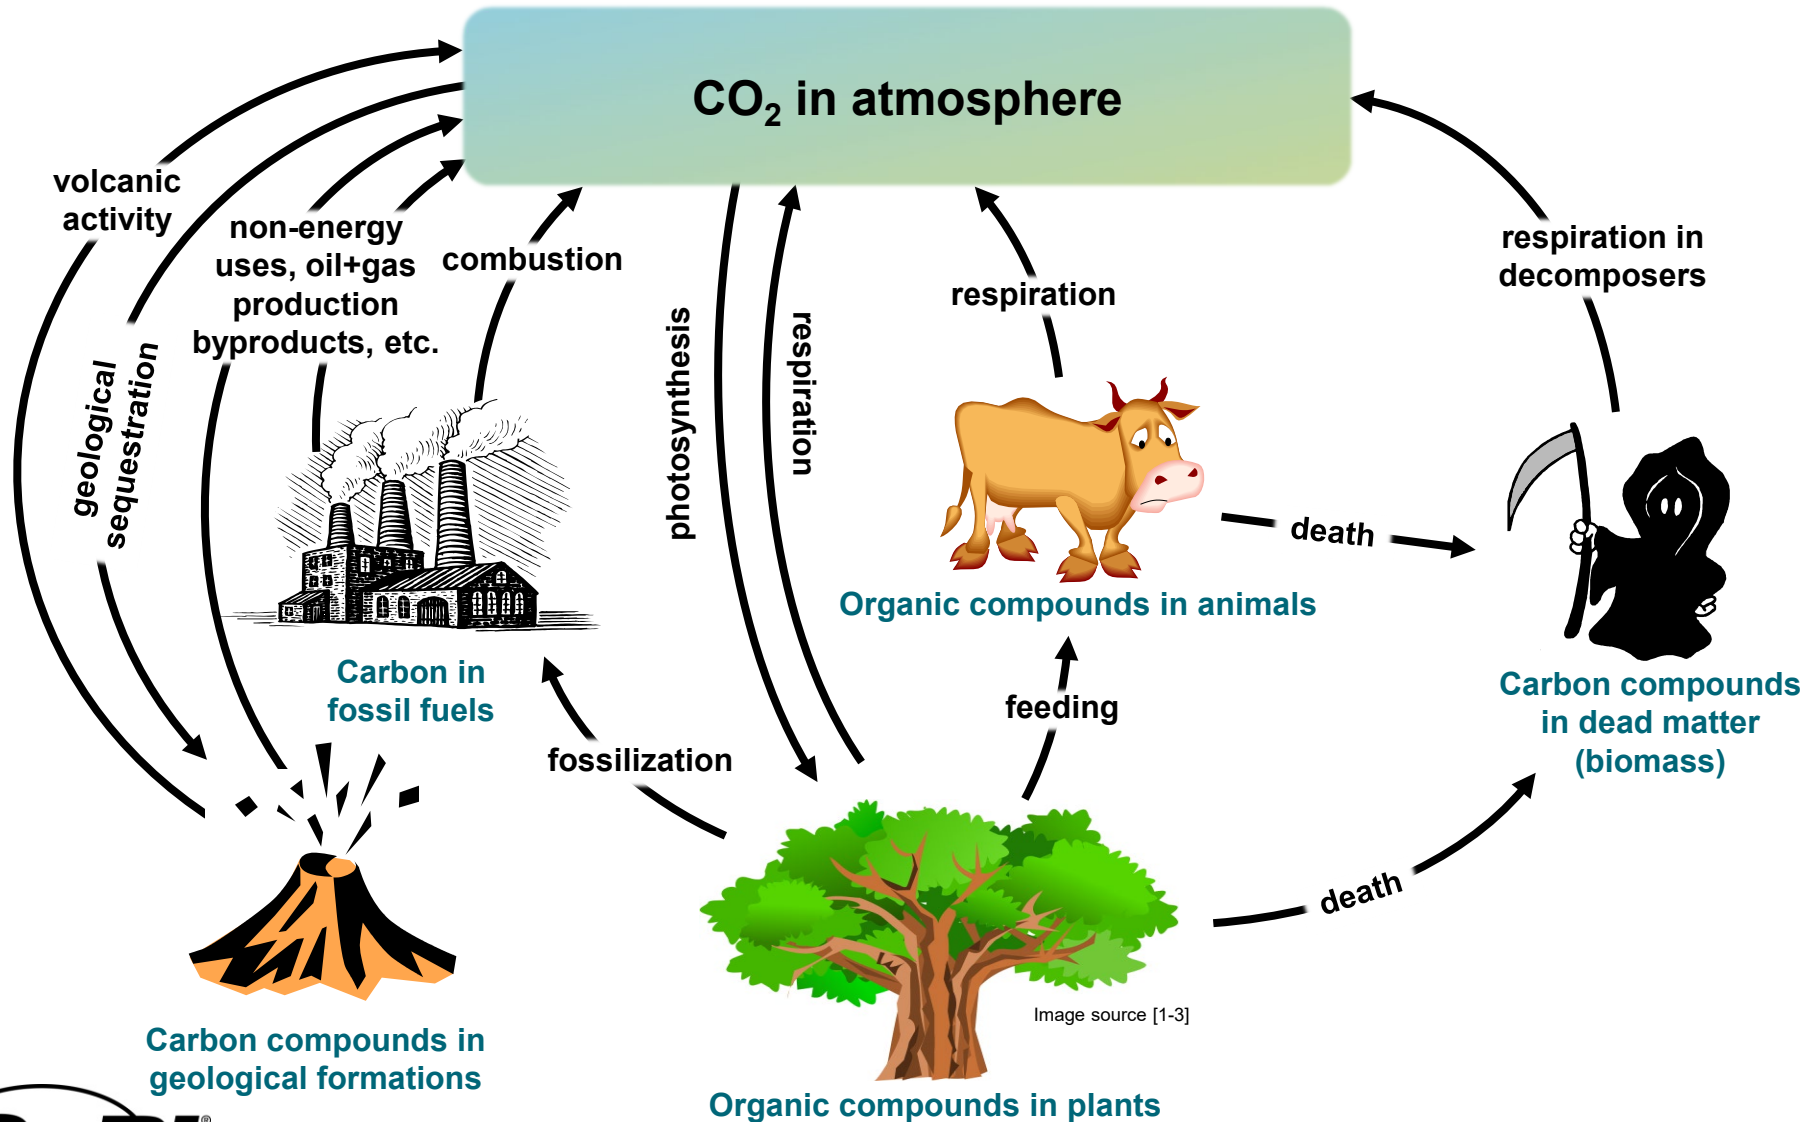 CO₂ in atmosphere
volcanic
activity
non-energy
uses, oil+gas
production
byproducts, etc.
combustion
geological
sequestration
photosynthesis
respiration
respiration
respiration in
decomposers
death
Organic compounds in animals
Carbon in
fossil fuels
feeding
Carbon compounds
in dead matter
(biomass)
fossilization
death
Image source [1-3]
Carbon compounds in
geological formations
Organic compounds in plants
®